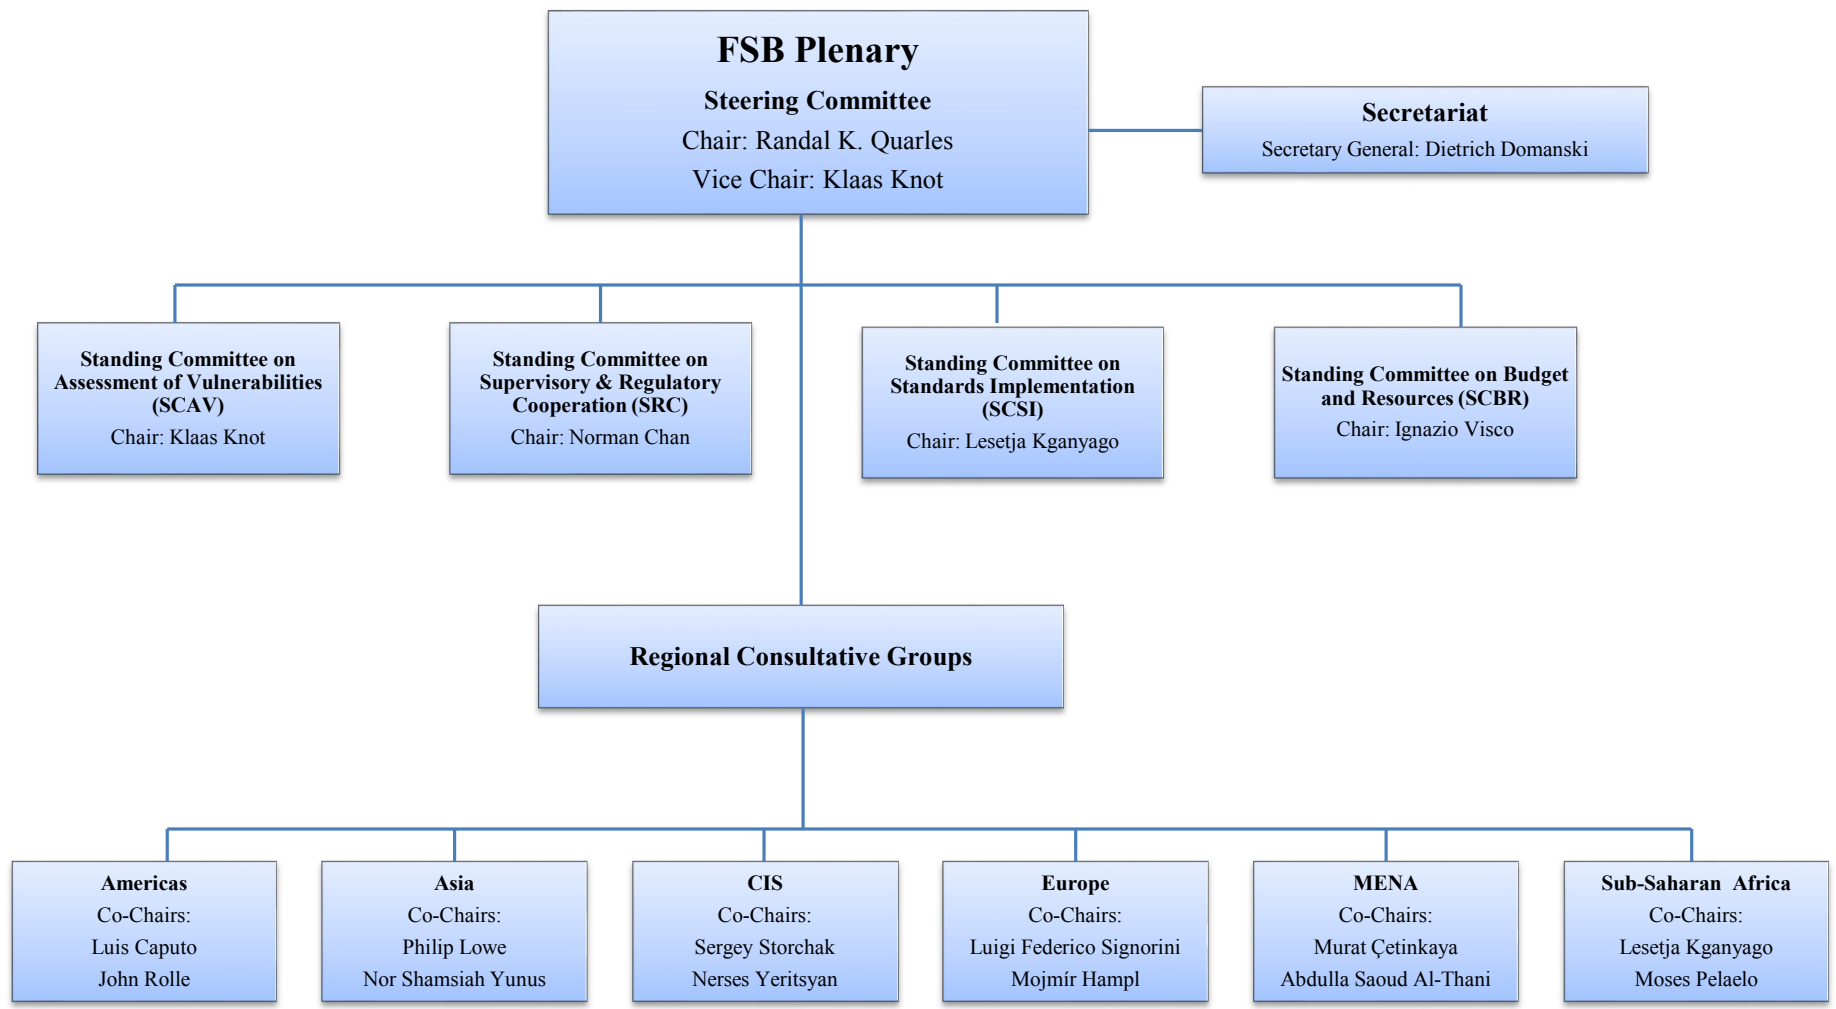 FSB Plenary
Steering Committee
Chair: Randal K. Quarles
Vice Chair: Klaas Knot
Secretariat
Secretary General: Dietrich Domanski
Standing Committee on
Assessment of Vulnerabilities
(SCAV)
Chair: Klaas Knot
Standing Committee on
Supervisory & Regulatory
Cooperation (SRC)
Chair: Norman Chan
Standing Committee on
Standards Implementation
(SCSI)
Chair: Lesetja Kganyago
Standing Committee on Budget
and Resources (SCBR)
Chair: Ignazio Visco
Regional Consultative Groups
Americas
Co-Chairs:
Luis Caputo
John Rolle
Asia
Co-Chairs:
Philip Lowe
Nor Shamsiah Yunus
CIS
Co-Chairs:
Sergey Storchak
Nerses Yeritsyan
Europe
Co-Chairs:
Luigi Federico Signorini
Mojmír Hampl
MENA
Co-Chairs:
Murat Çetinkaya
Abdulla Saoud Al-Thani
Sub-Saharan Africa
Co-Chairs:
Lesetja Kganyago
Moses Pelaelo